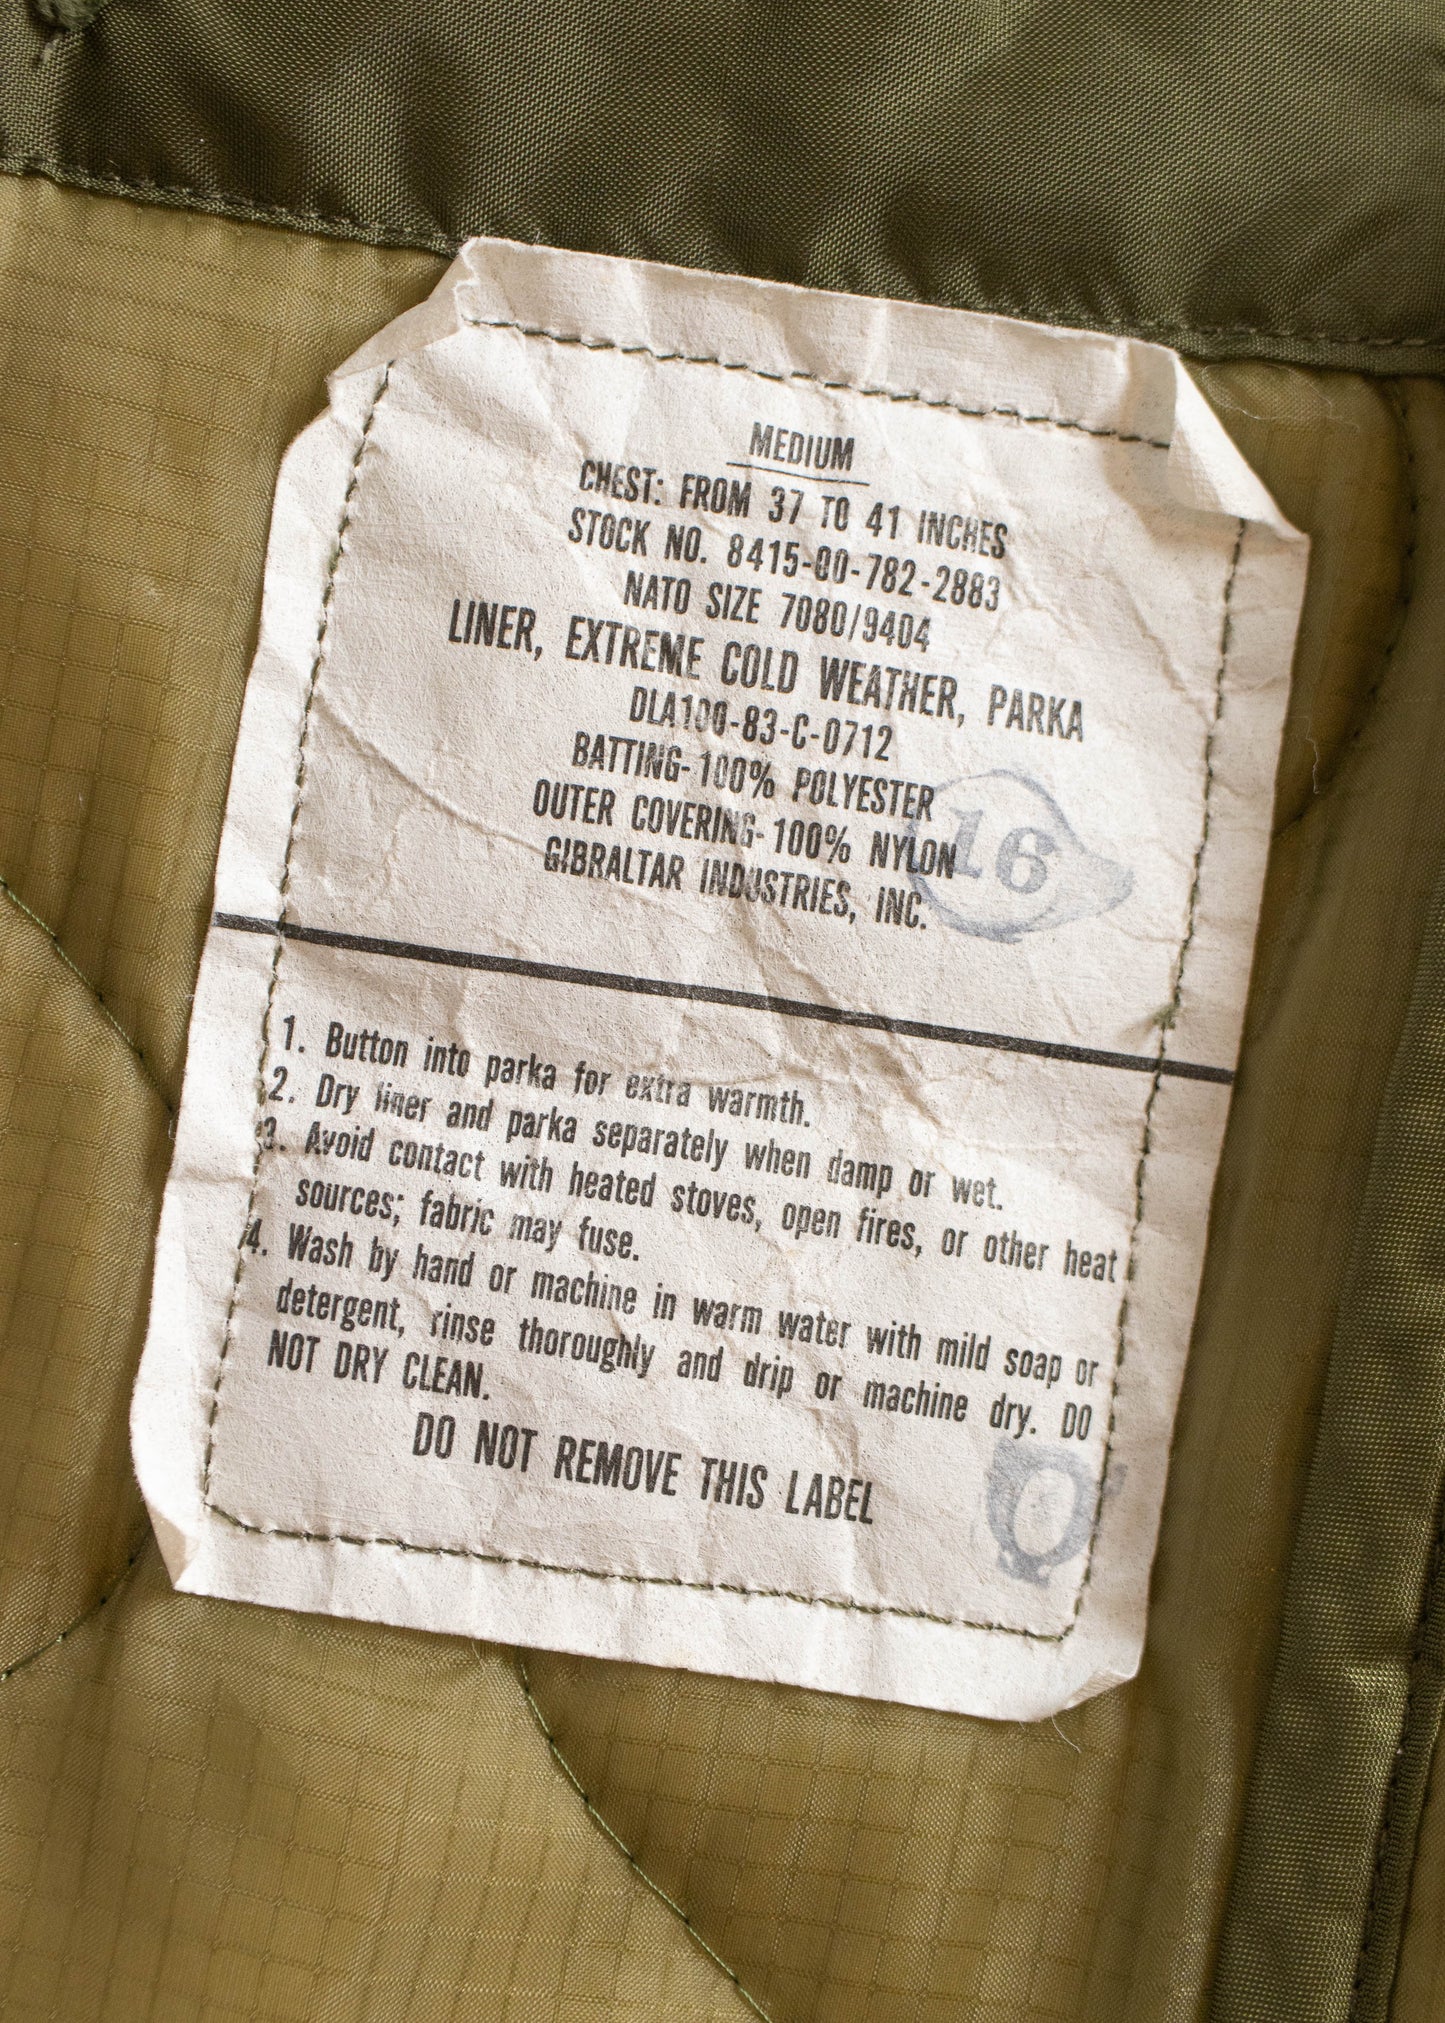 MEDIUM
CHEST: FROM 37 TO 41 INCHES
STOCK NO. 8415-00-782-2883
NATO SIZE 7080/9404
LINER, EXTREME COLD WEATHER, PARKA
DLA100-83-C-0712
BATTING-100% POLYESTER
OUTER COVERING-100% NYLON
GIBRALTAR INDUSTRIES, INC.
16
1. Button into parka for extra warmth.
2. Dry liner and parka separately when damp or wet.
3. Avoid contact with heated stoves, open fires, or other heat
sources; fabric may fuse.
4. Wash by hand or machine in warm water with mild soap or
detergent, rinse thoroughly and drip or machine dry. DO
NOT DRY CLEAN.
DO NOT REMOVE THIS LABEL